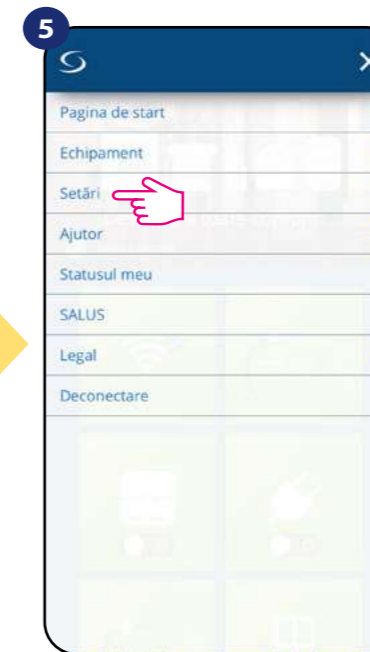 5
Pagina de start
Echipament
Setări
Ajutor
Statusul meu
SALUS
Legal
Deconectare